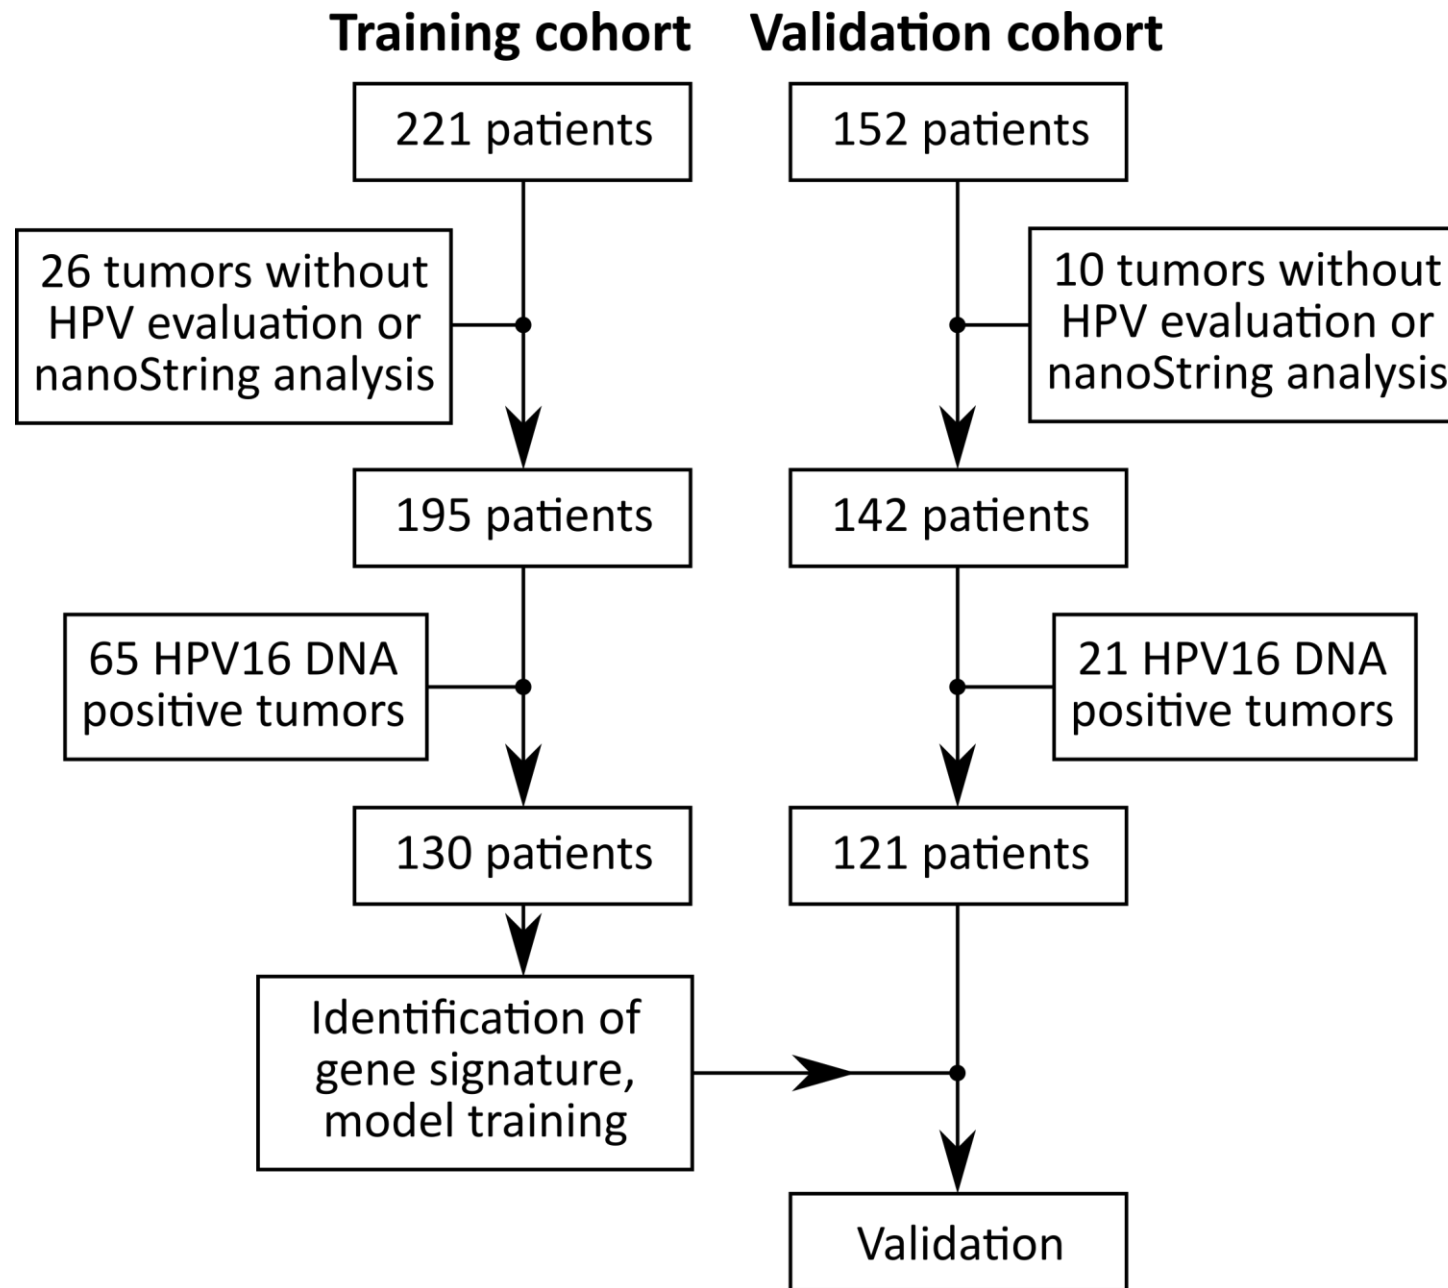 Training cohort
Validation cohort
221 patients
152 patients
26 tumors without
HPV evaluation or
nanoString analysis
10 tumors without
HPV evaluation or
nanoString analysis
195 patients
142 patients
65 HPV16 DNA
positive tumors
21 HPV16 DNA
positive tumors
130 patients
121 patients
Identification of
gene signature,
model training
Validation